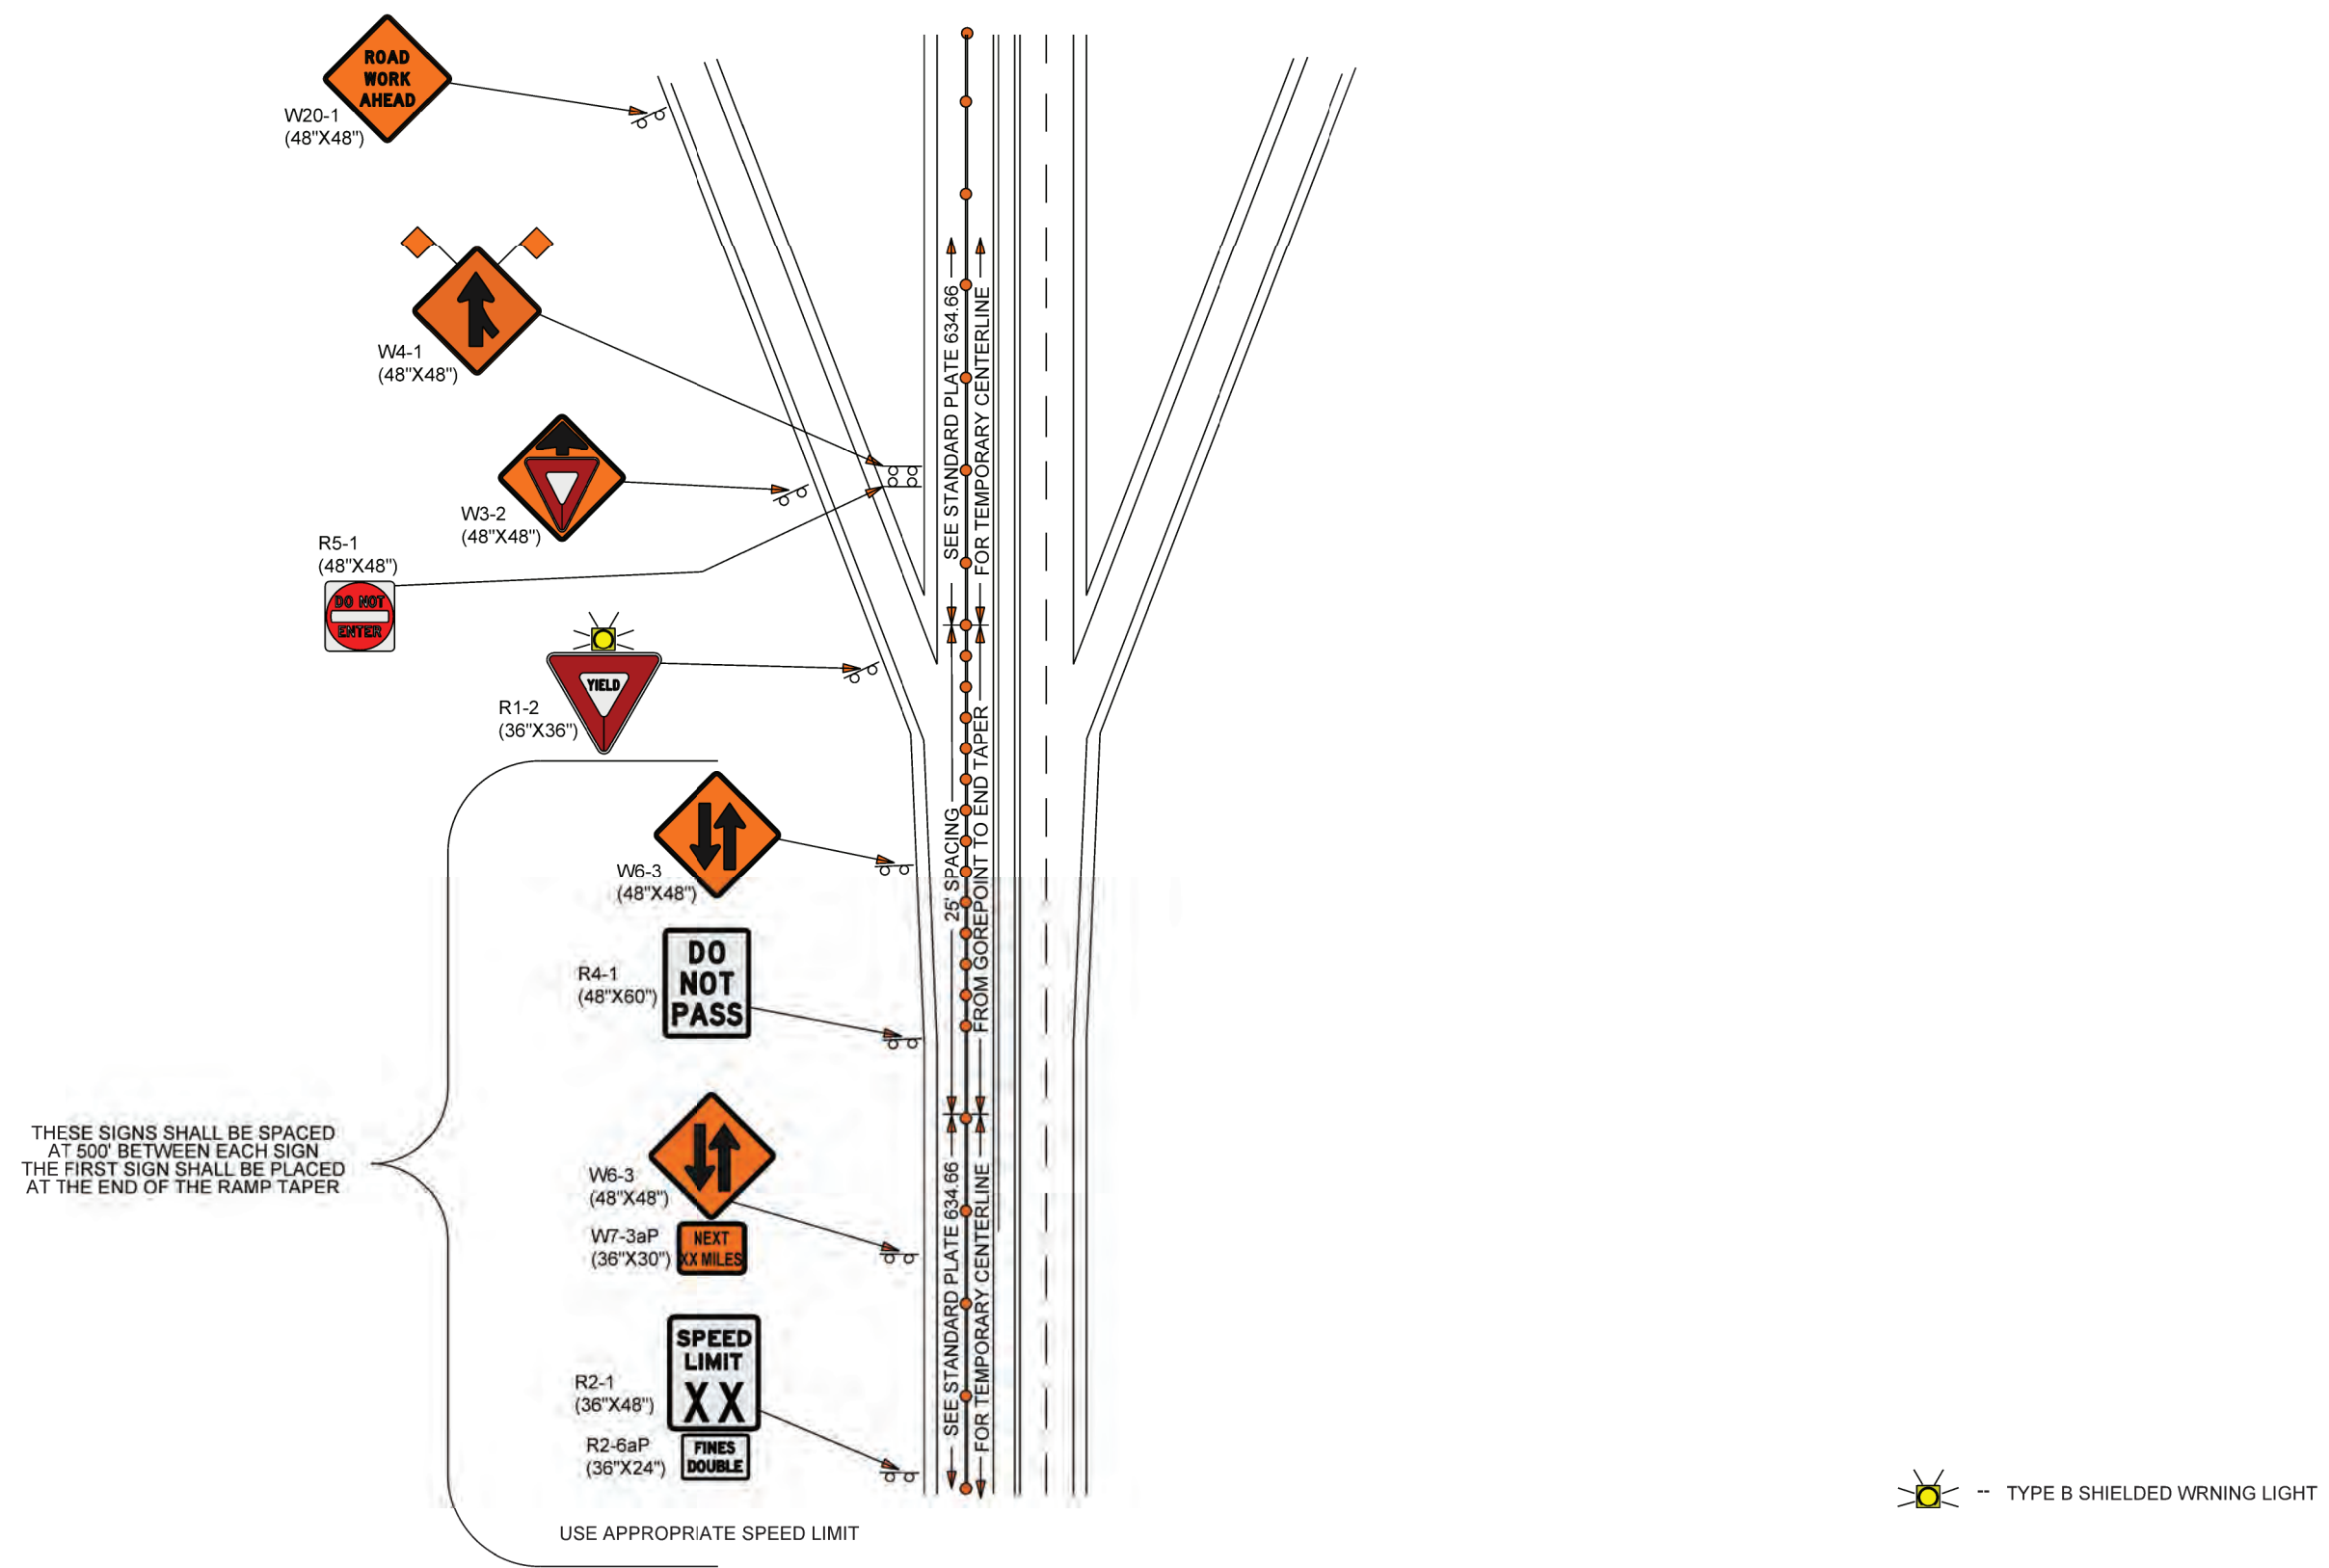 ROAD
WORK
AHEAD
W20-1
(48"X48")
W4-1
(48"X48")
W3-2
(48"X48")
R5-1
(48"X48")
DO NOT
ENTER
YIELD
R1-2
(36"X36")
SEE STANDARD PLATE 634.66
FOR TEMPORARY CENTERLINE
W6-3
(48"X48")
25' SPACING
FROM GOREPOINT TO END TAPER
DO
NOT
PASS
R4-1
(48"X60")
THESE SIGNS SHALL BE SPACED
AT 500' BETWEEN EACH SIGN
THE FIRST SIGN SHALL BE PLACED
AT THE END OF THE RAMP TAPER
W6-3
(48"X48")
W7-3aP
(36"X30")
NEXT
XX MILES
SEE STANDARD PLATE 634.66
FOR TEMPORARY CENTERLINE
SPEED
LIMIT
XX
R2-1
(36"X48")
R2-6aP
(36"X24")
FINES
DOUBLE
USE APPROPRIATE SPEED LIMIT
-- TYPE B SHIELDED WRNING LIGHT